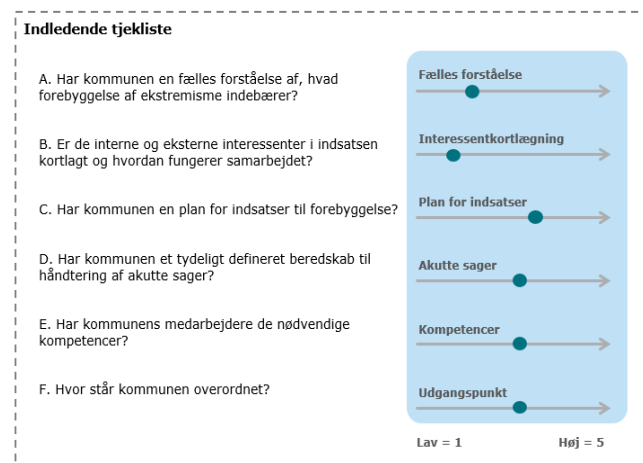 Indledende tjekliste
A. Har kommunen en fælles forståelse af, hvad
forebyggelse af ekstremisme indebærer?
Fælles forståelse
B. Er de interne og eksterne interessenter i indsatsen
kortlagt og hvordan fungerer samarbejdet?
Interessentkortlægning
C. Har kommunen en plan for indsatser til forebyggelse?
Plan for indsatser
D. Har kommunen et tydeligt defineret beredskab til
håndtering af akutte sager?
Akutte sager
E. Har kommunens medarbejdere de nødvendige
kompetencer?
Kompetencer
F. Hvor står kommunen overordnet?
Udgangspunkt
Lav = 1
Høj = 5